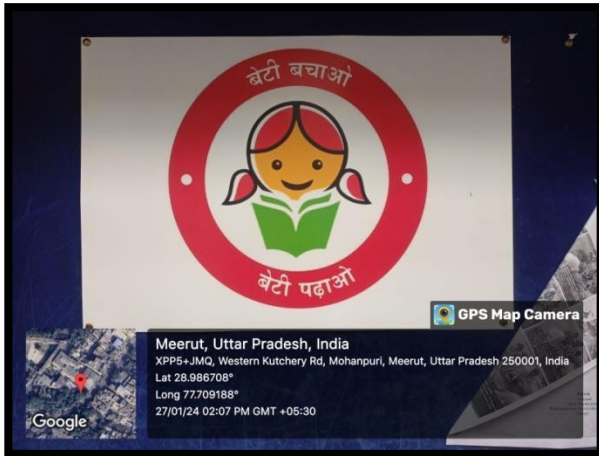 बेटी बचाओ
बेटी पढ़ाओ
GPS Map Camera
Meerut, Uttar Pradesh, India
XPP5+JMQ, Western Kutchery Rd, Mohanpuri, Meerut, Uttar Pradesh 250001, India
Lat 28.986708°
Long 77.709188°
27/01/24 02:07 PM GMT +05:30
Google